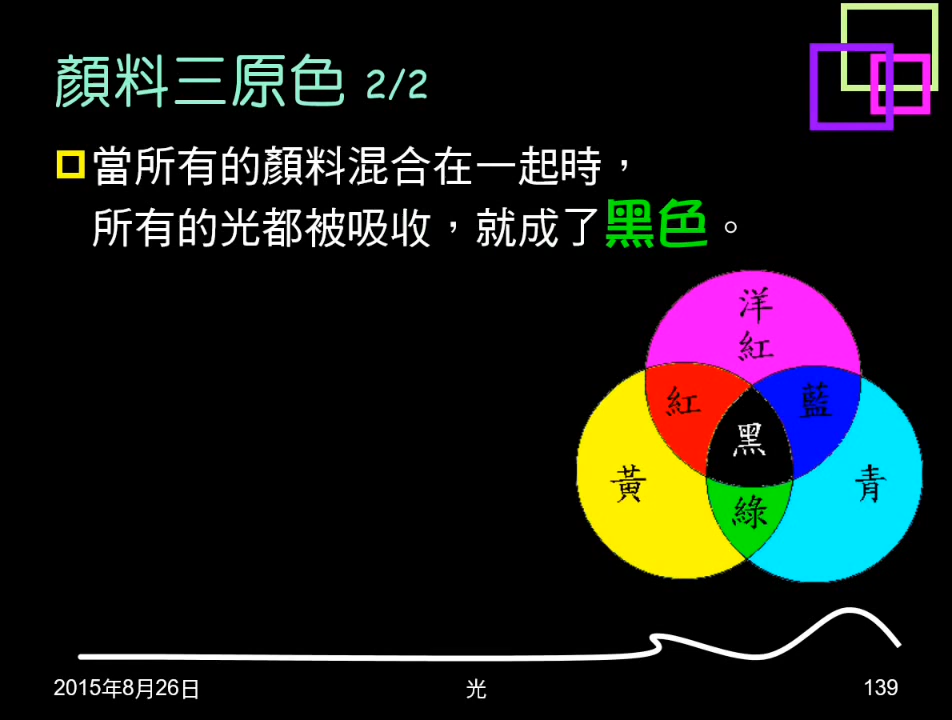 顏料三原色 2/2
當所有的顏料混合在一起時，
所有的光都被吸收，就成了黑色。
洋
紅
紅
藍
黑
黃
青
綠
2015年8月26日
光
139